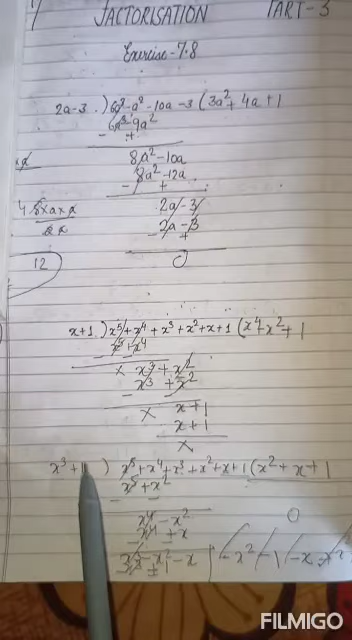 FACTORISATION PART-3
Exercise-7.8
2a-3 ) 6a³-a²-10a-3 ( 3a²+4a+1
6a³-9a²
- +
8a²-10a
8a²-12a
- +
2a-3
2a-3
- +
0
12
x+1 ) x⁵+x⁴+x³+x²+x+1 ( x⁴+x²+1
x⁵+x⁴
- -
x x³+x²
x³+x²
- -
x x+1
x+1
x
x³+1 ) x⁵+x⁴+x³+x²+x+1 ( x²+x+1
x⁵+x²
- -
0
x⁴-x²
x⁴+x
FILMIGO